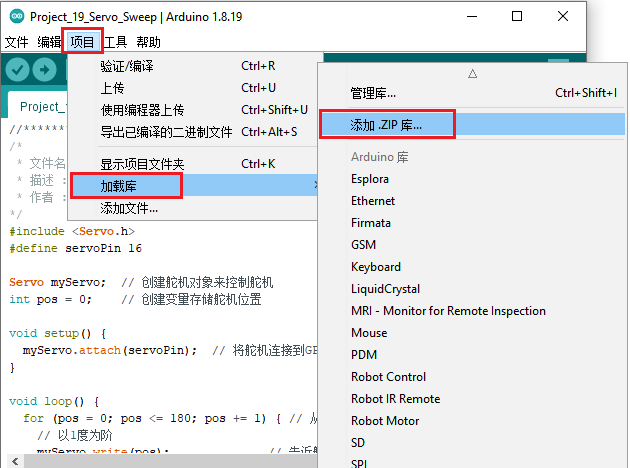 Project_19_Servo_Sweep | Arduino 1.8.19
文件 编辑 项目 工具 帮助
验证/编译 Ctrl+R
上传 Ctrl+U
使用编程器上传 Ctrl+Shift+U
导出已编译的二进制文件 Ctrl+Alt+S
显示项目文件夹 Ctrl+K
加载库
添加文件...
管理库... Ctrl+Shift+I
添加 .ZIP 库...
Arduino 库
Esplora
Ethernet
Firmata
GSM
Keyboard
LiquidCrystal
MRI - Monitor for Remote Inspection
Mouse
PDM
Robot Control
Robot IR Remote
Robot Motor
SD
SPI
Project_1
//*******
/*
* 文件名
* 描述 :
* 作者 :
*/
#include <Servo.h>
#define servoPin 16
Servo myServo; // 创建舵机对象来控制舵机
int pos = 0; // 创建变量存储舵机位置
void setup() {
myServo.attach(servoPin); // 将舵机连接到GP
}
void loop() {
for (pos = 0; pos <= 180; pos += 1) { // 从
// 以1度为阶
myServo.write(pos); // 告诉舵